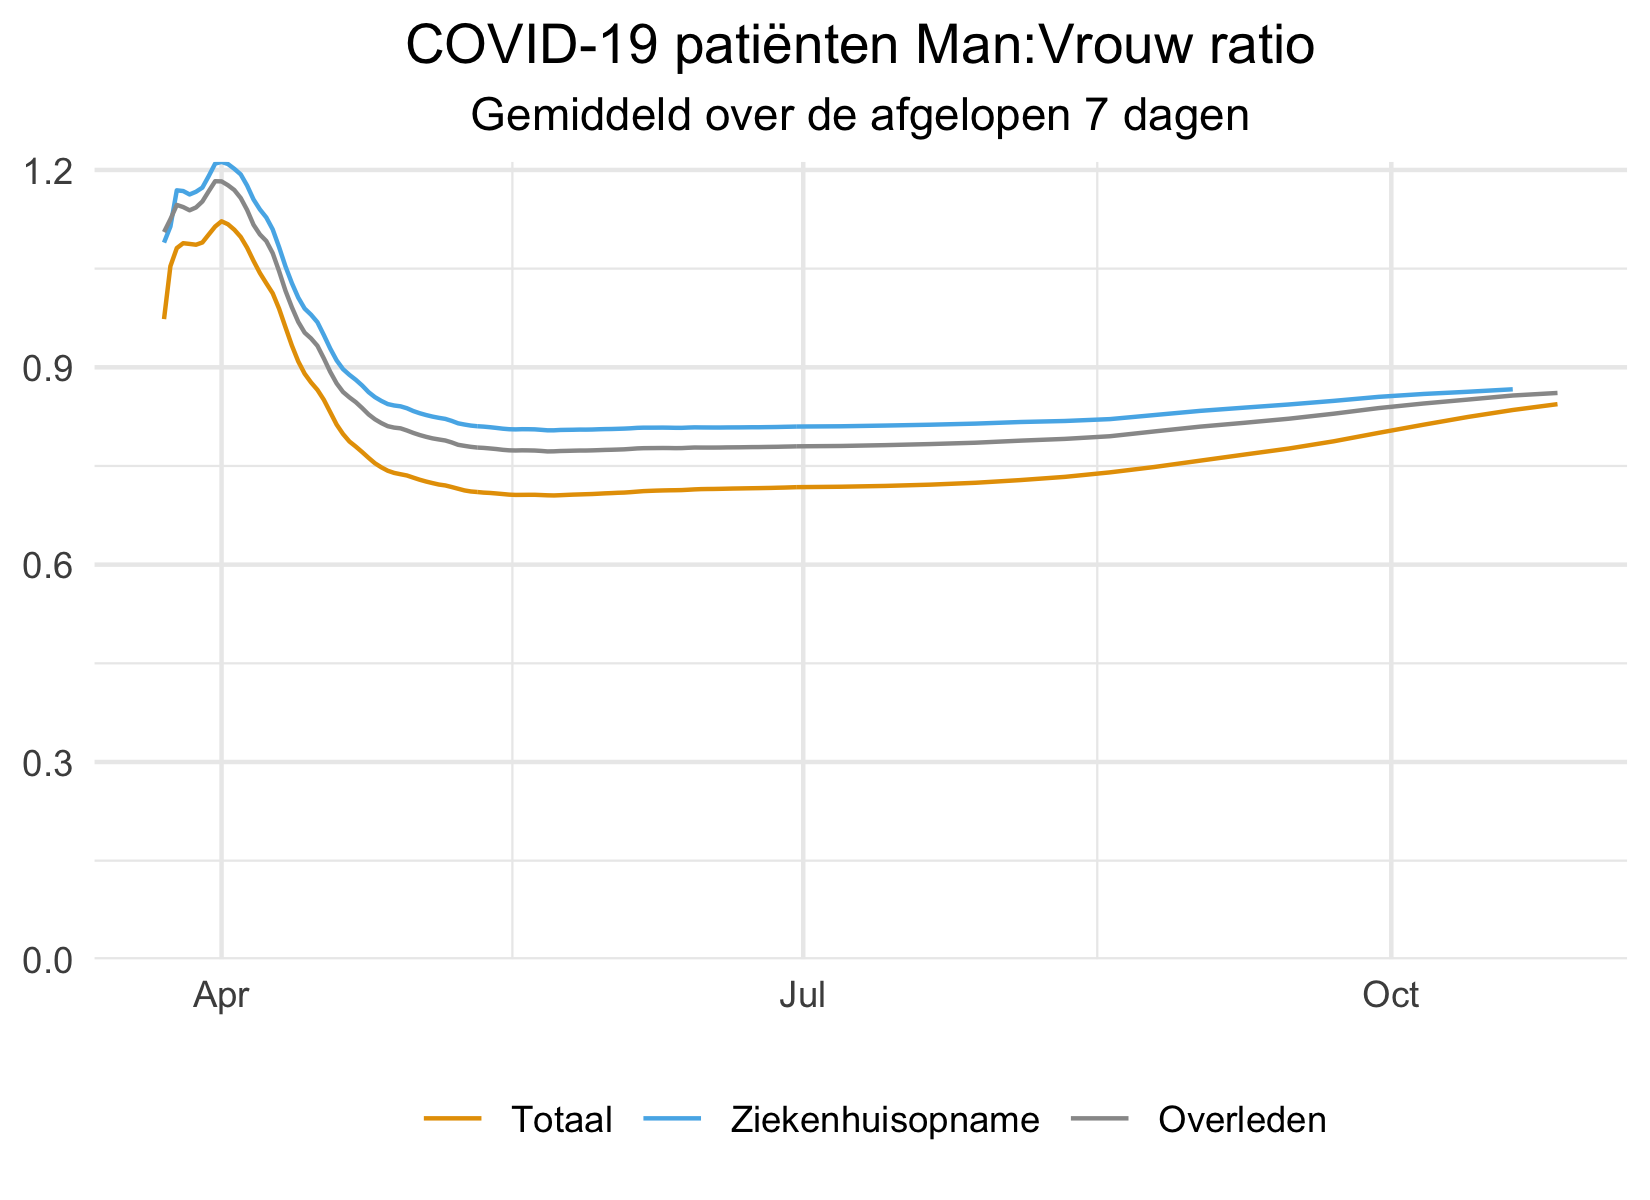 COVID-19 patiënten Man:Vrouw ratio
Gemiddeld over de afgelopen 7 dagen
1.2
0.9
0.6
0.3
0.0
Apr Jul Oct
Totaal Ziekenhuisopname Overleden